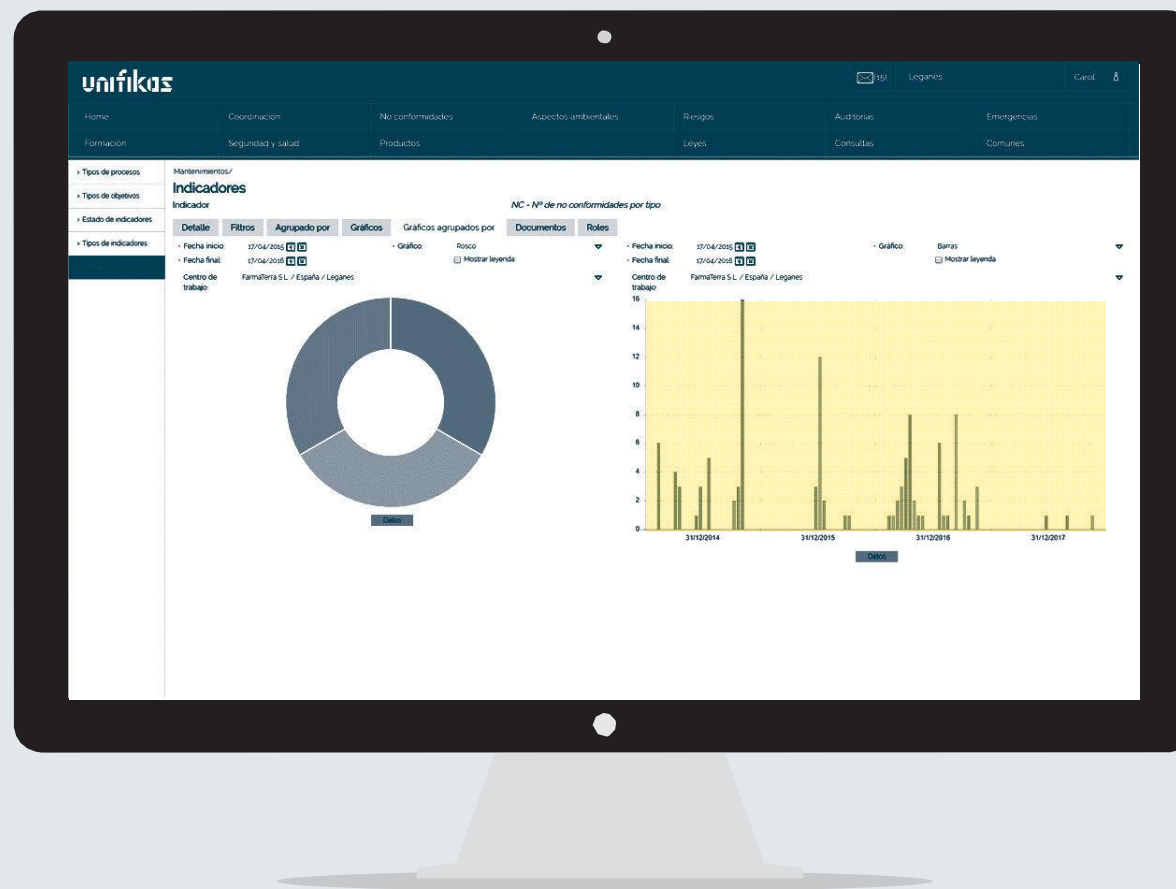 unifikas
(15) Leganés Carol
Home Coordinación No conformidades Aspectos ambientales Riesgos Auditorías Emergencias
Formación Seguridad y salud Productos Leyes Consultas Comunes
› Tipos de procesos
› Tipos de objetivos
› Estado de indicadores
› Tipos de indicadores
Mantenimientos/
Indicadores
Indicador NC - Nº de no conformidades por tipo
Detalle Filtros Agrupado por Gráficos Gráficos agrupados por Documentos Roles
Fecha inicio: 17/04/2015 Gráfico: Rosco
Fecha final: 17/04/2018 Mostrar leyenda
Centro de trabajo: FarmaTerra S.L. / España / Leganes
Datos
Fecha inicio: 17/04/2015 Gráfico: Barras
Fecha final: 17/04/2018 Mostrar leyenda
Centro de trabajo: FarmaTerra S.L. / España / Leganes
16
14
12
10
8
6
4
2
0
31/12/2014 31/12/2015 31/12/2016 31/12/2017
Datos